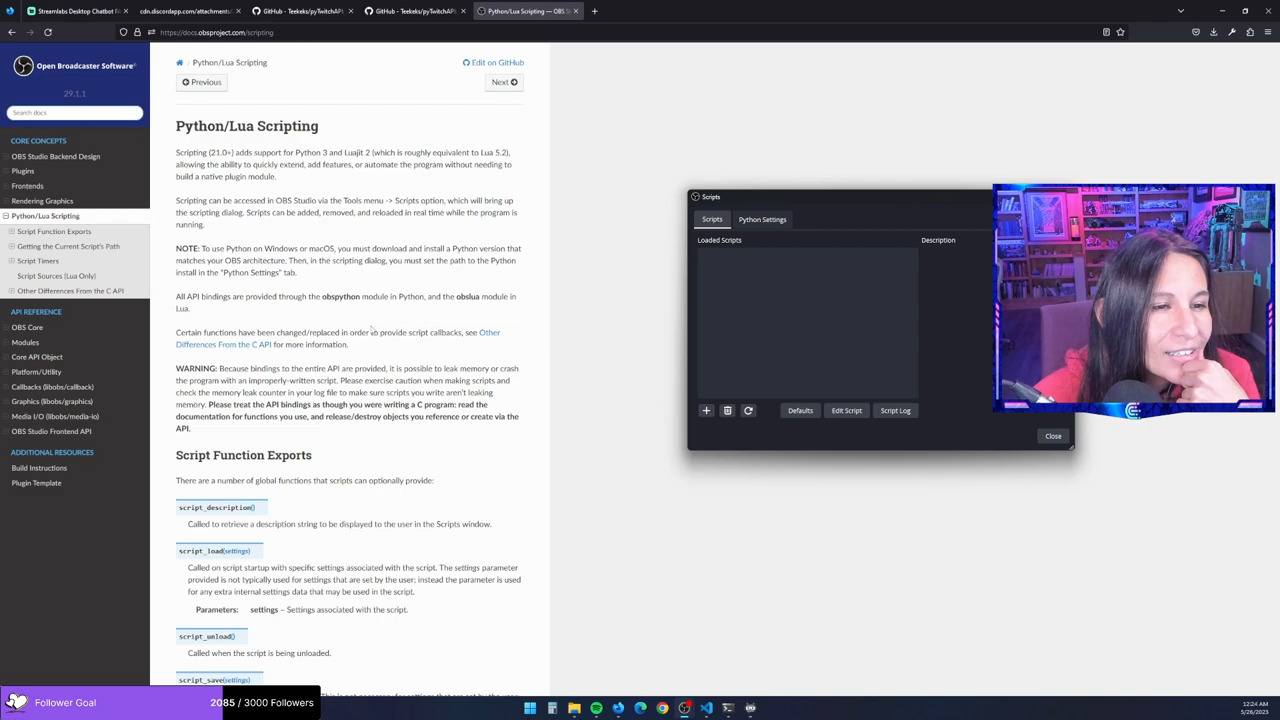 Streamlabs Desktop Chatbot F
cdn.discordapp.com/attachments/
GitHub - Teekeks/pyTwitchAPI
GitHub - Teekeks/pyTwitchAPI
Python/Lua Scripting — OBS S
https://docs.obsproject.com/scripting
Open Broadcaster Software
29.1.1
Search docs
CORE CONCEPTS
OBS Studio Backend Design
Plugins
Frontends
Rendering Graphics
Python/Lua Scripting
Script Function Exports
Getting the Current Script's Path
Script Timers
Script Sources (Lua Only)
Other Differences From the C API
API REFERENCE
OBS Core
Modules
Core API Object
Platform/Utility
Callbacks (libobs/callback)
Graphics (libobs/graphics)
Media I/O (libobs/media-io)
OBS Studio Frontend API
ADDITIONAL RESOURCES
Build Instructions
Plugin Template
/ Python/Lua Scripting
Edit on GitHub
Previous
Next
Python/Lua Scripting
Scripting (21.0+) adds support for Python 3 and Luajit 2 (which is roughly equivalent to Lua 5.2),
allowing the ability to quickly extend, add features, or automate the program without needing to
build a native plugin module.
Scripting can be accessed in OBS Studio via the Tools menu -> Scripts option, which will bring up
the scripting dialog. Scripts can be added, removed, and reloaded in real time while the program is
running.
NOTE: To use Python on Windows or macOS, you must download and install a Python version that
matches your OBS architecture. Then, in the scripting dialog, you must set the path to the Python
install in the "Python Settings" tab.
All API bindings are provided through the obspython module in Python, and the obslua module in
Lua.
Certain functions have been changed/replaced in order to provide script callbacks, see Other
Differences From the C API for more information.
WARNING: Because bindings to the entire API are provided, it is possible to leak memory or crash
the program with an improperly-written script. Please exercise caution when making scripts and
check the memory leak counter in your log file to make sure scripts you write aren't leaking
memory. Please treat the API bindings as though you were writing a C program: read the
documentation for functions you use, and release/destroy objects you reference or create via the
API.
Script Function Exports
There are a number of global functions that scripts can optionally provide:
script_description()
Called to retrieve a description string to be displayed to the user in the Scripts window.
script_load(settings)
Called on script startup with specific settings associated with the script. The settings parameter
provided is not typically used for settings that are set by the user; instead the parameter is used
for any extra internal settings data that may be used in the script.
Parameters: settings – Settings associated with the script.
script_unload()
Called when the script is being unloaded.
script_save(settings)
Scripts
Scripts
Python Settings
Loaded Scripts
Description
Defaults
Edit Script
Script Log
Close
Follower Goal
2085 / 3000 Followers
12:24 AM
5/26/2023